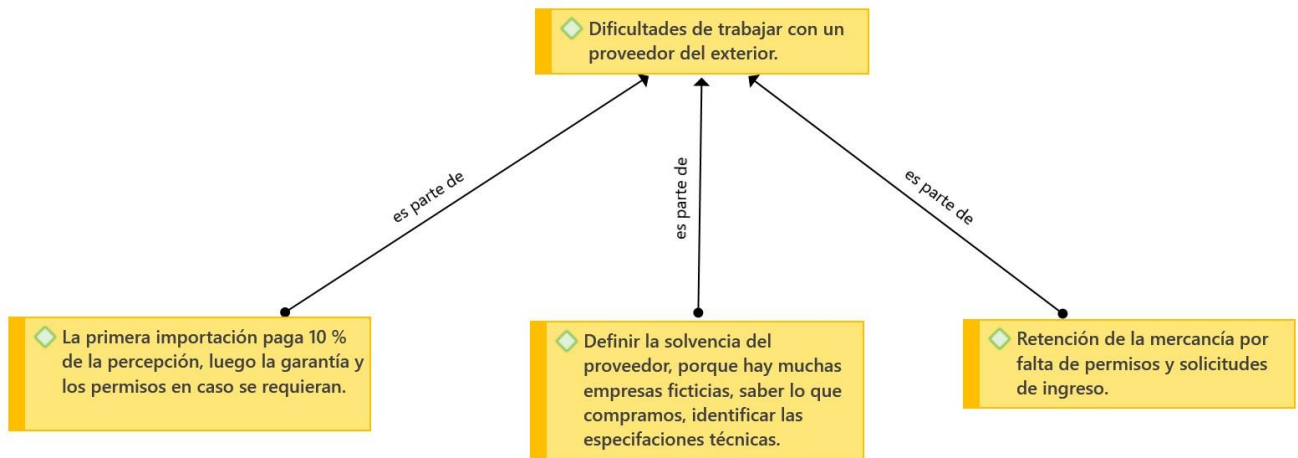 Dificultades de trabajar con un
proveedor del exterior.
es parte de
es parte de
es parte de
La primera importación paga 10 %
de la percepción, luego la garantía y
los permisos en caso se requieran.
Definir la solvencia del
proveedor, porque hay muchas
empresas ficticias, saber lo que
compramos, identificar las
especifaciones técnicas.
Retención de la mercancía por
falta de permisos y solicitudes
de ingreso.